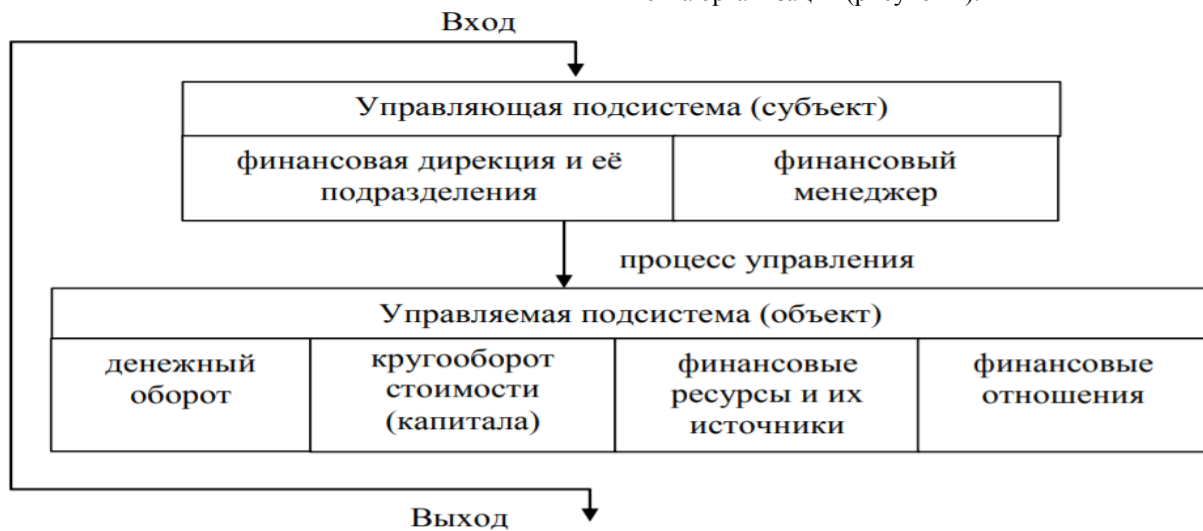 Вход
Управляющая подсистема (субъект)
финансовая дирекция и её
подразделения
финансовый
менеджер
процесс управления
Управляемая подсистема (объект)
денежный
оборот
кругооборот
стоимости
(капитала)
финансовые
ресурсы и их
источники
финансовые
отношения
Выход